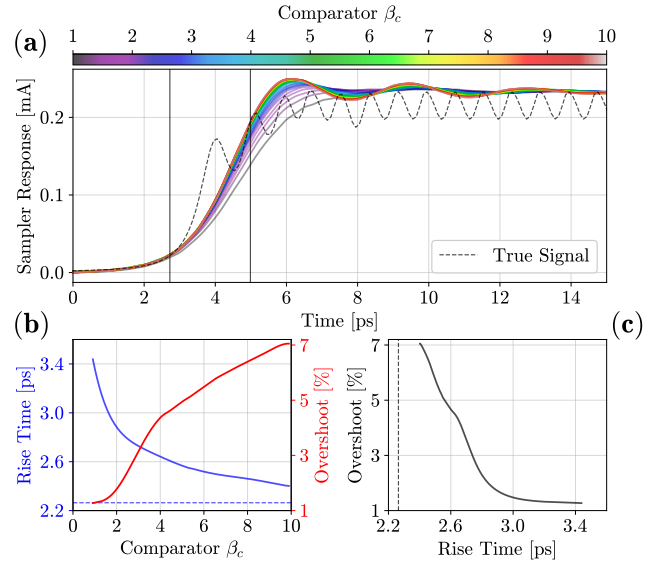 Comparator βc
(a)
1 2 3 4 5 6 7 8 9 10
Sampler Response [mA]
0.2
0.1
0.0
True Signal
0 2 4 6 8 10 12 14
Time [ps]
(b)
(c)
Rise Time [ps]
3.4
3.0
2.6
2.2
7
5
3
1
Overshoot [%]
0 2 4 6 8 10
Comparator βc
Overshoot [%]
7
5
3
1
2.2 2.6 3.0 3.4
Rise Time [ps]